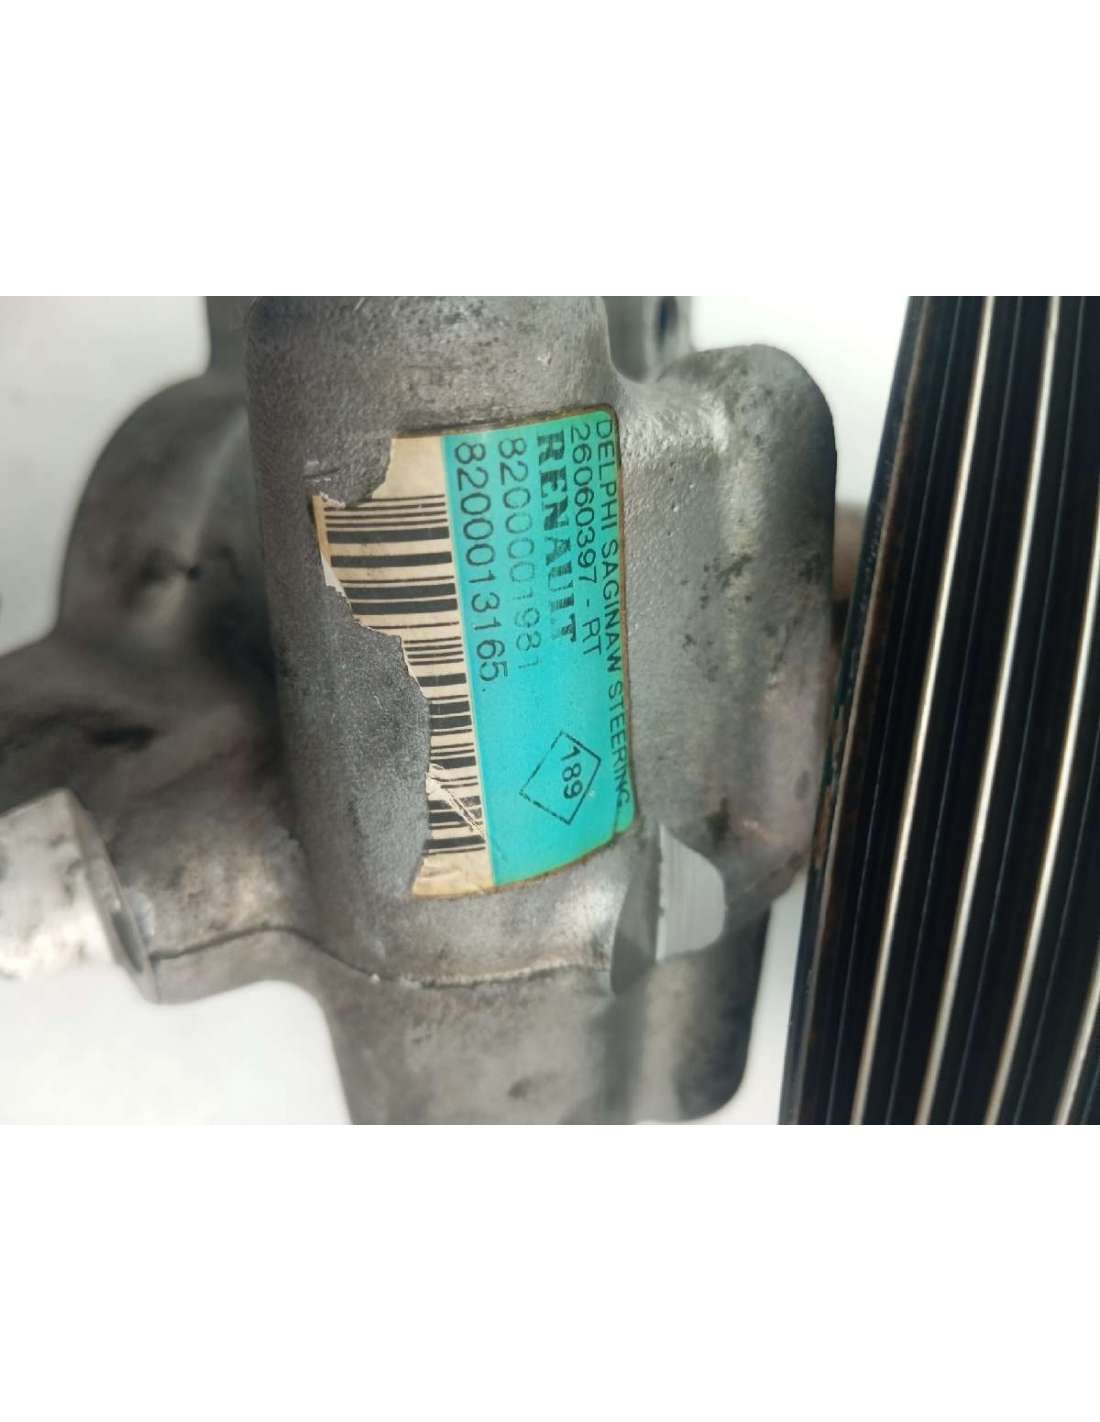 DELPHI SAGINAW STEERING
26060397-RT
RENAULT
8200001981
8200013165.
189